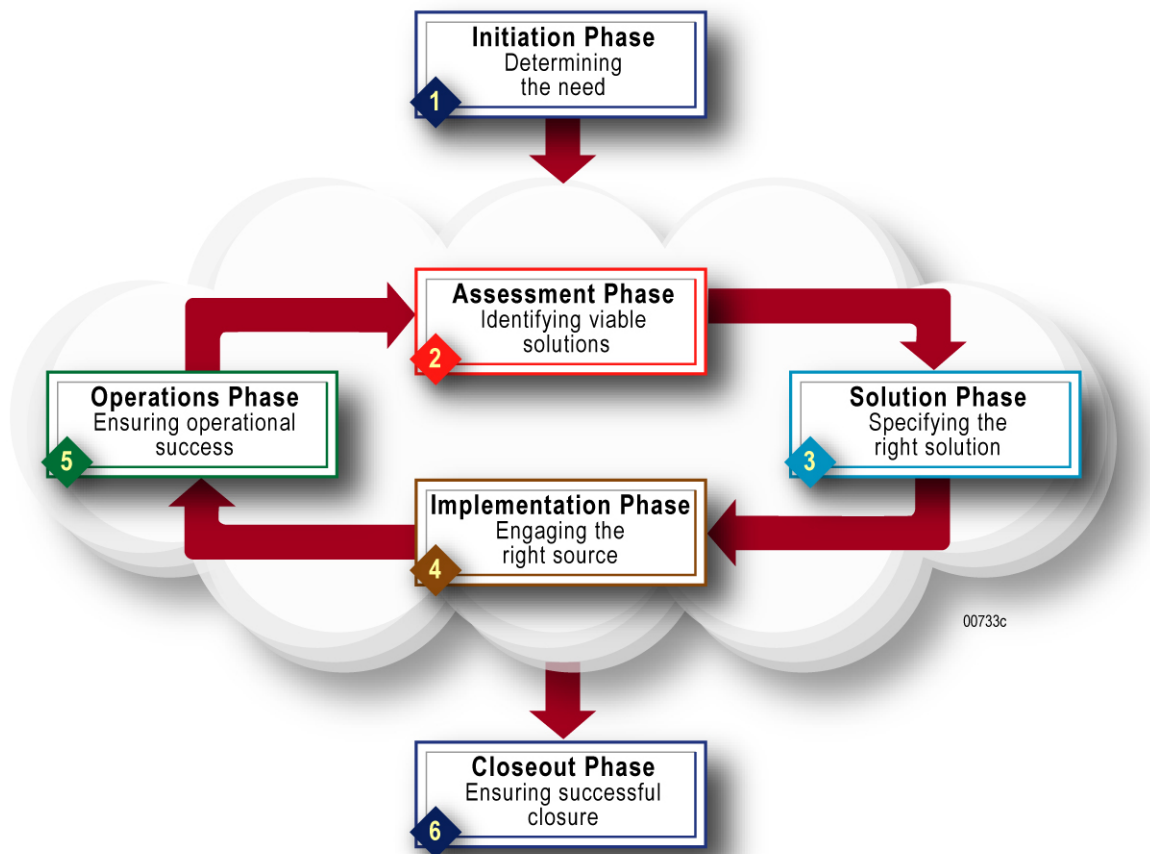 Initiation Phase
Determining
the need
1
Assessment Phase
Identifying viable
solutions
2
Operations Phase
Ensuring operational
success
5
Solution Phase
Specifying the
right solution
3
Implementation Phase
Engaging the
right source
4
00733c
Closeout Phase
Ensuring successful
closure
6